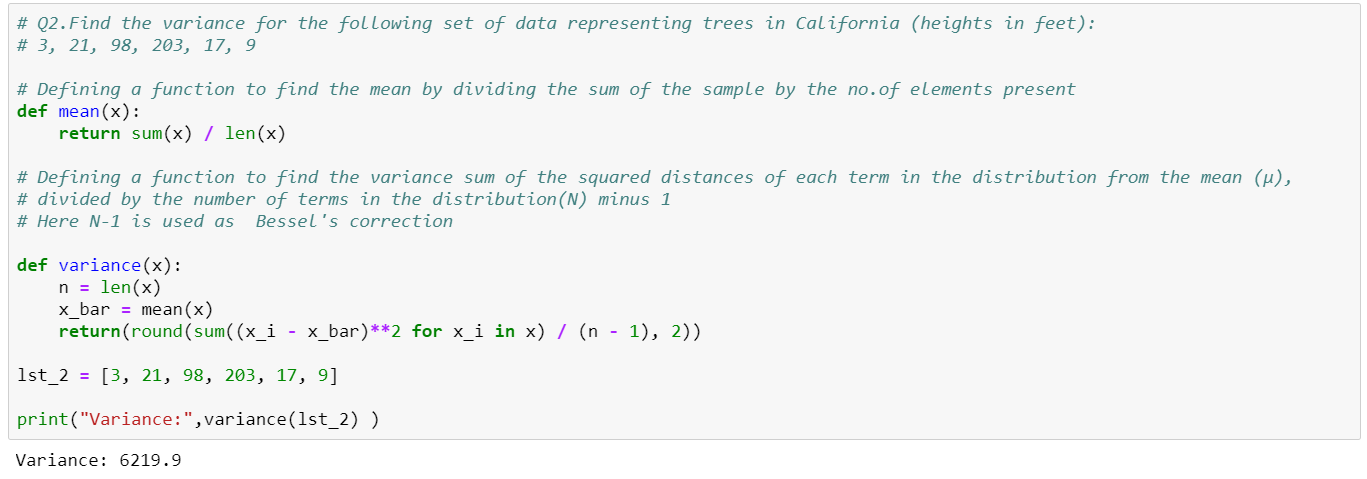 # Q2.Find the variance for the following set of data representing trees in California (heights in feet):
# 3, 21, 98, 203, 17, 9
# Defining a function to find the mean by dividing the sum of the sample by the no.of elements present
def mean(x):
    return sum(x) / len(x)
# Defining a function to find the variance sum of the squared distances of each term in the distribution from the mean (μ),
# divided by the number of terms in the distribution(N) minus 1
# Here N-1 is used as  Bessel's correction
def variance(x):
    n = len(x)
    x_bar = mean(x)
    return(round(sum((x_i - x_bar)**2 for x_i in x) / (n - 1), 2))
lst_2 = [3, 21, 98, 203, 17, 9]
print("Variance:",variance(lst_2) )
Variance: 6219.9